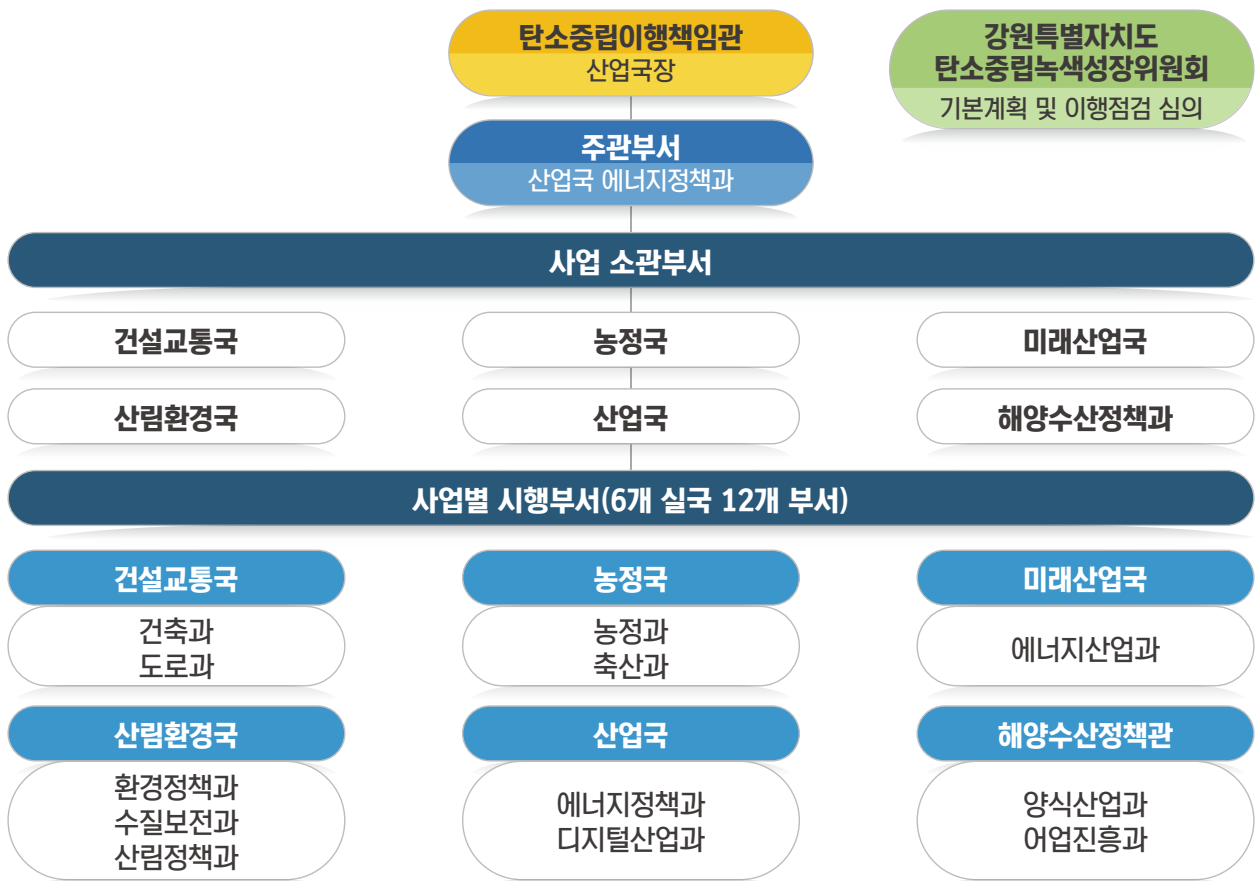 탄소중립이행책임관
산업국장
강원특별자치도
탄소중립녹색성장위원회
기본계획 및 이행점검 심의
주관부서
산업국 에너지정책과
사업 소관부서
건설교통국
농정국
미래산업국
산림환경국
산업국
해양수산정책과
사업별 시행부서(6개 실국 12개 부서)
건설교통국
농정국
미래산업국
건축과
도로과
농정과
축산과
에너지산업과
산림환경국
산업국
해양수산정책관
환경정책과
수질보전과
산림정책과
에너지정책과
디지털산업과
양식산업과
어업진흥과